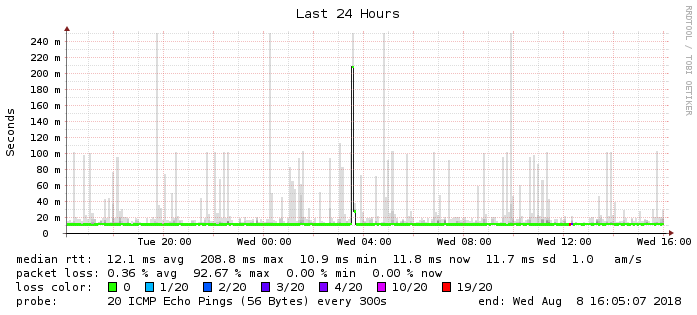 Last 24 Hours
RRDTOOL / TOBI OETIKER
Seconds
240 m
220 m
200 m
180 m
160 m
140 m
120 m
100 m
80 m
60 m
40 m
20 m
0
Tue 20:00 Wed 00:00 Wed 04:00 Wed 08:00 Wed 12:00 Wed 16:00
median rtt: 12.1 ms avg 208.8 ms max 10.9 ms min 11.8 ms now 11.7 ms sd 1.0 am/s
packet loss: 0.36 % avg 92.67 % max 0.00 % min 0.00 % now
loss color: 0 1/20 2/20 3/20 4/20 10/20 19/20
probe: 20 ICMP Echo Pings (56 Bytes) every 300s end: Wed Aug 8 16:05:07 2018